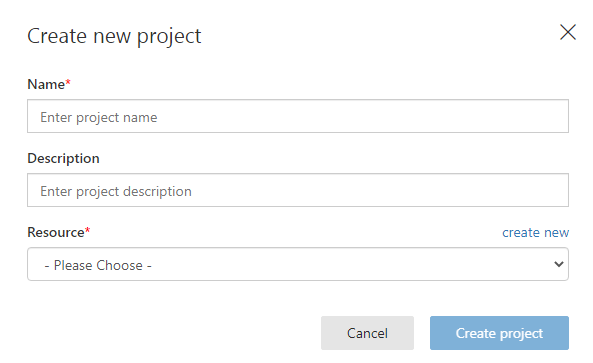 Create new project
Name*
Enter project name
Description
Enter project description
Resource* create new
- Please Choose -
Cancel Create project